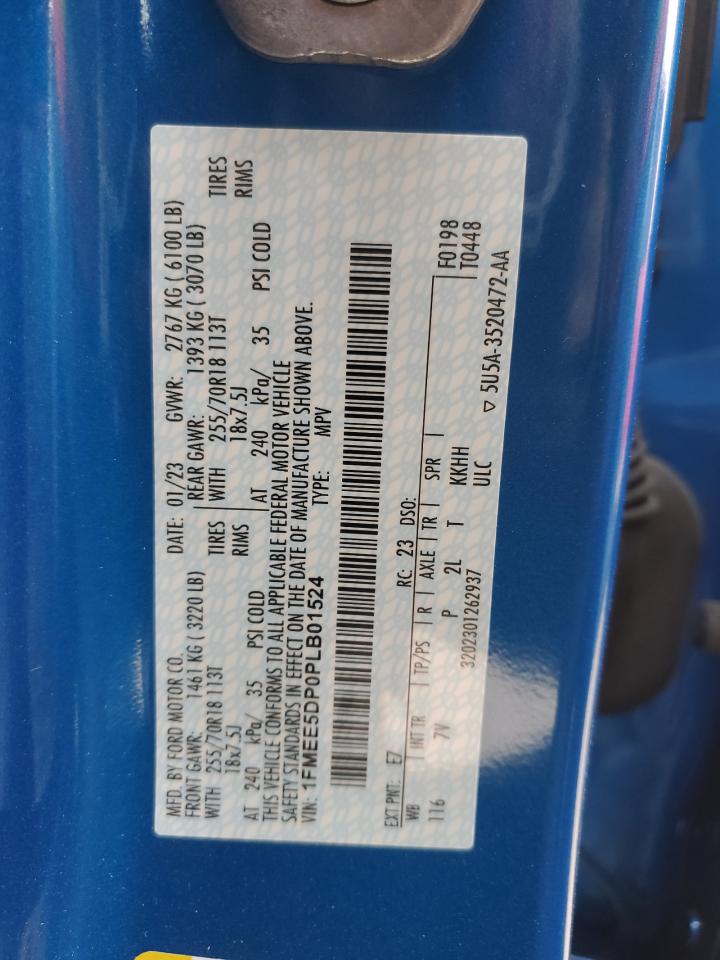 MFD. BY FORD MOTOR CO. DATE: 01/23 GVWR: 2767 KG ( 6100 LB)
FRONT GAWR: 1461 KG ( 3220 LB) REAR GAWR: 1393 KG ( 3070 LB)
WITH 255/70R18 113T TIRES WITH 255/70R18 113T TIRES
18x7.5J RIMS 18x7.5J RIMS
AT 240 kPa/ 35 PSI COLD AT 240 kPa/ 35 PSI COLD
THIS VEHICLE CONFORMS TO ALL APPLICABLE FEDERAL MOTOR VEHICLE
SAFETY STANDARDS IN EFFECT ON THE DATE OF MANUFACTURE SHOWN ABOVE.
VIN: 1FMEE5DP0PLB01524 TYPE: MPV
EXT PNT: E7 RC: 23 DSO: F0198
WB INT TR TP/PS R AXLE TR SPR T0448
116 7V P 2L T KKHH
3202301262937 ULC
▽ 5U5A-3520472-AA